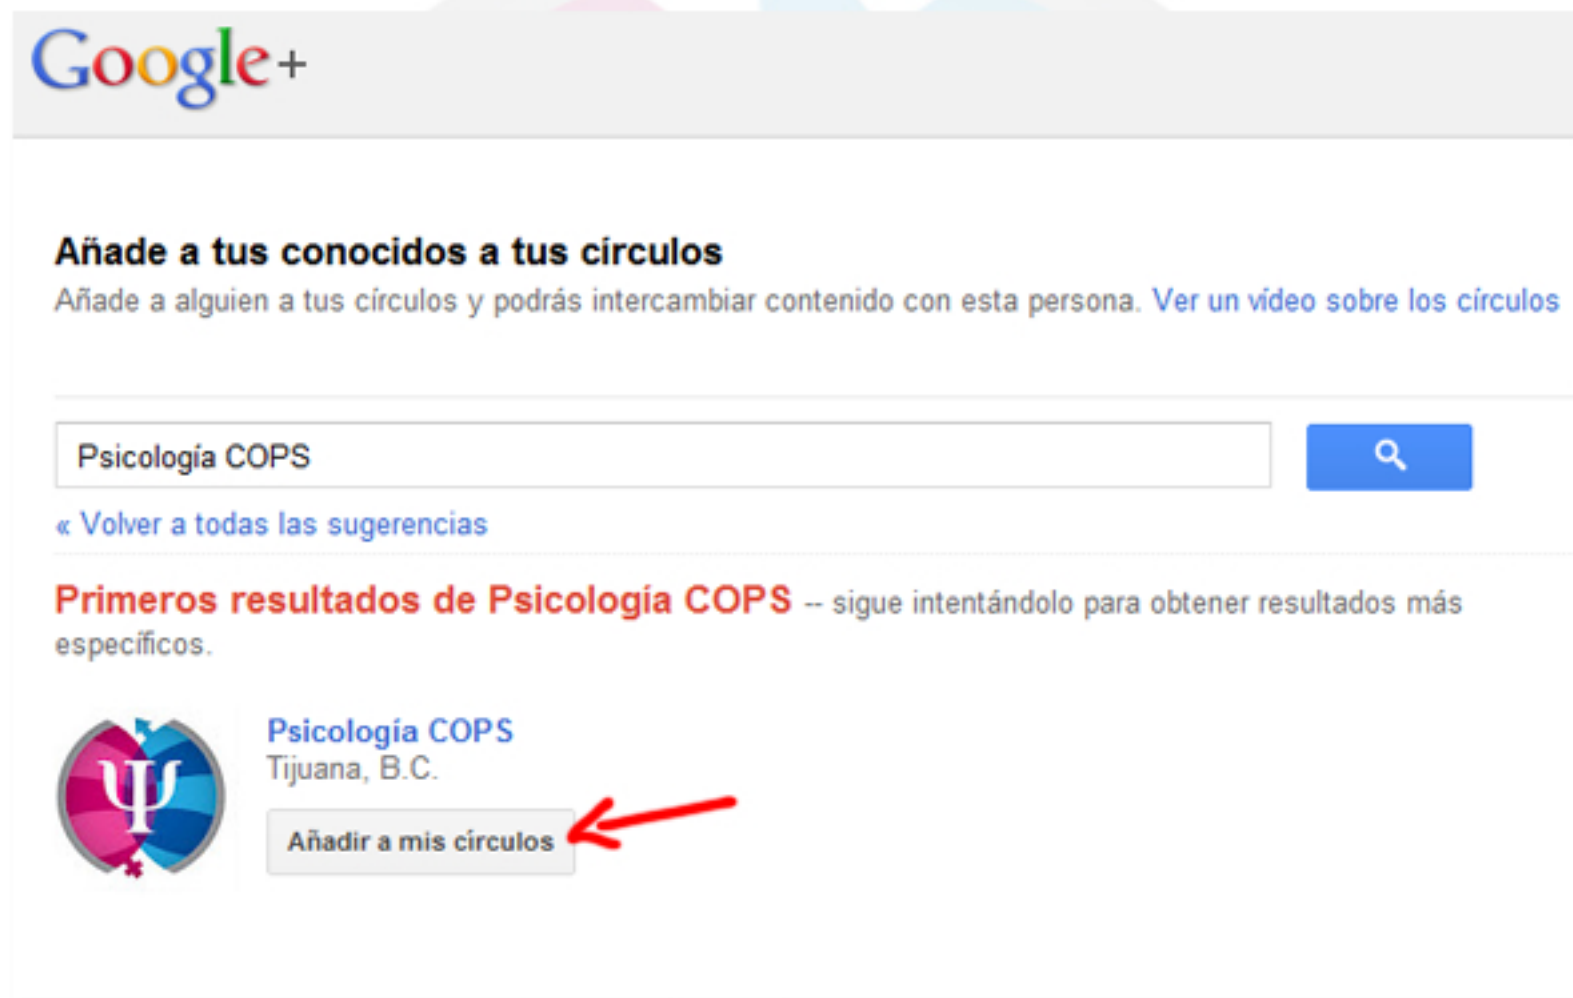 Google+
Añade a tus conocidos a tus círculos
Añade a alguien a tus círculos y podrás intercambiar contenido con esta persona. Ver un vídeo sobre los círculos
Psicología COPS
« Volver a todas las sugerencias
Primeros resultados de Psicología COPS -- sigue intentándolo para obtener resultados más
específicos.
Ψ
Psicología COPS
Tijuana, B.C.
Añadir a mis círculos